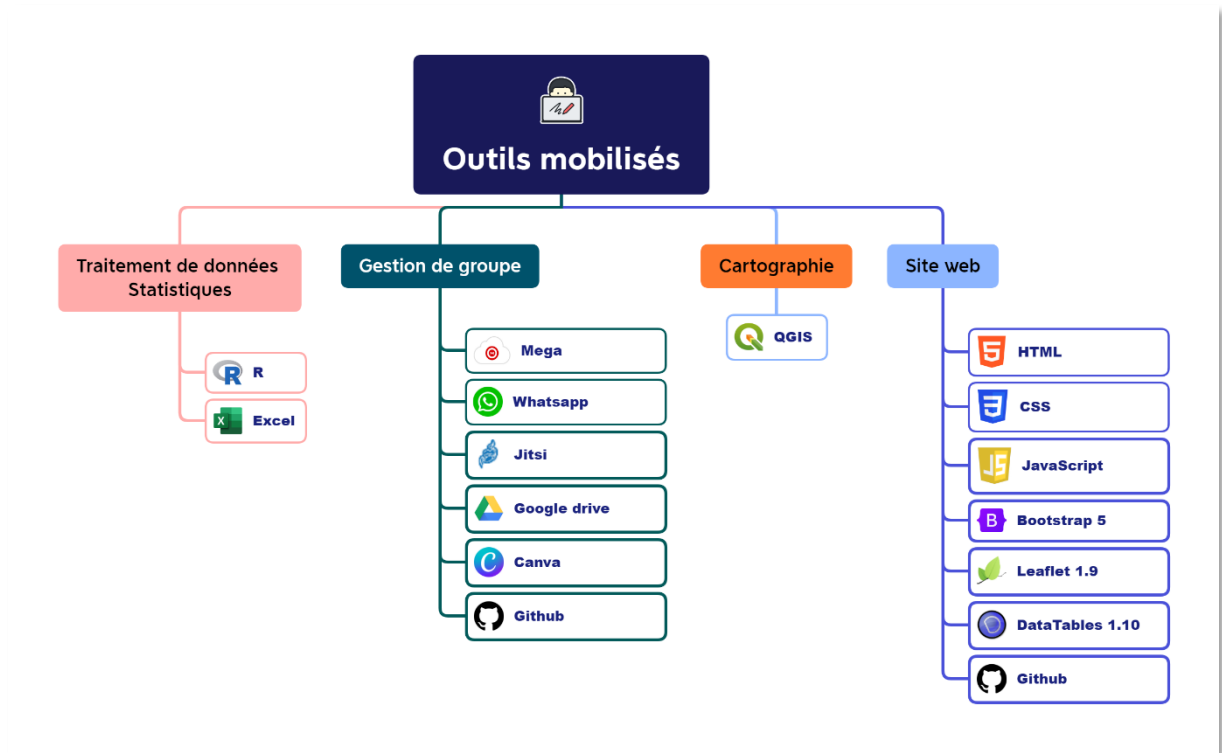 Outils mobilisés
Traitement de données
Statistiques
R
Excel
Gestion de groupe
Mega
Whatsapp
Jitsi
Google drive
Canva
Github
Cartographie
QGIS
Site web
HTML
CSS
JavaScript
Bootstrap 5
Leaflet 1.9
DataTables 1.10
Github